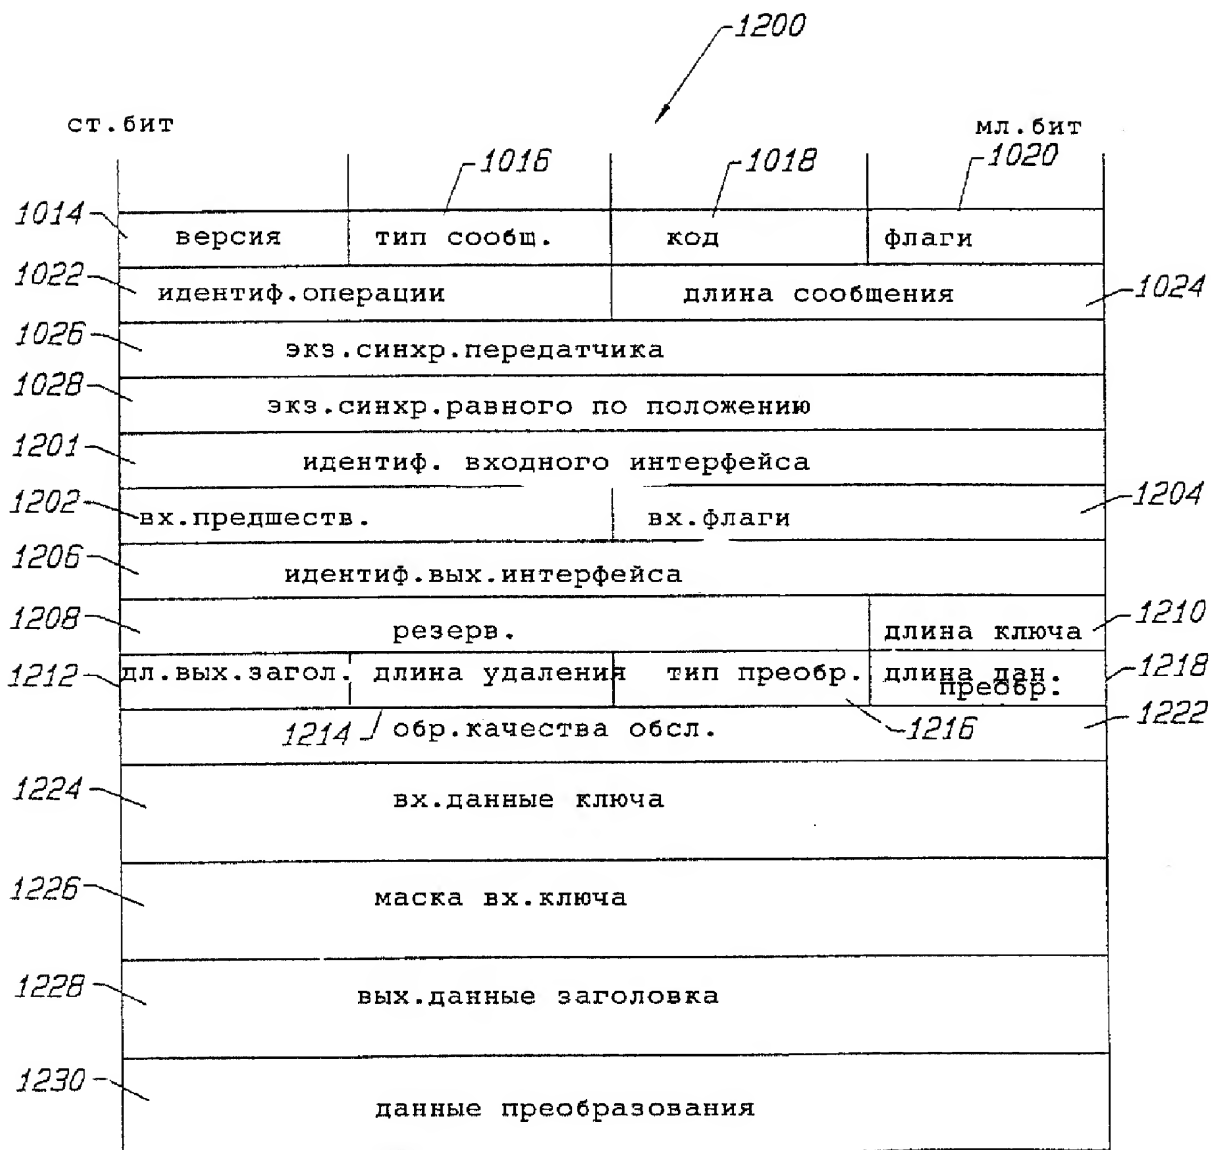 1200
ст.бит мл.бит
1016 1018 1020
1014 версия тип сообщ. код флаги
1022 идентиф.операции длина сообщения 1024
1026 экз.синхр.передатчика
1028 экз.синхр.равного по положению
1201 идентиф. входного интерфейса
1202 вх.предшеств. вх.флаги 1204
1206 идентиф.вых.интерфейса
1208 резерв. длина ключа 1210
1212 дл.вых.загол. длина удаления тип преобр. длина дан. 1218
преобр.
1214 обр.качества обсл. 1216 1222
1224 вх.данные ключа
1226 маска вх.ключа
1228 вых.данные заголовка
1230 данные преобразования